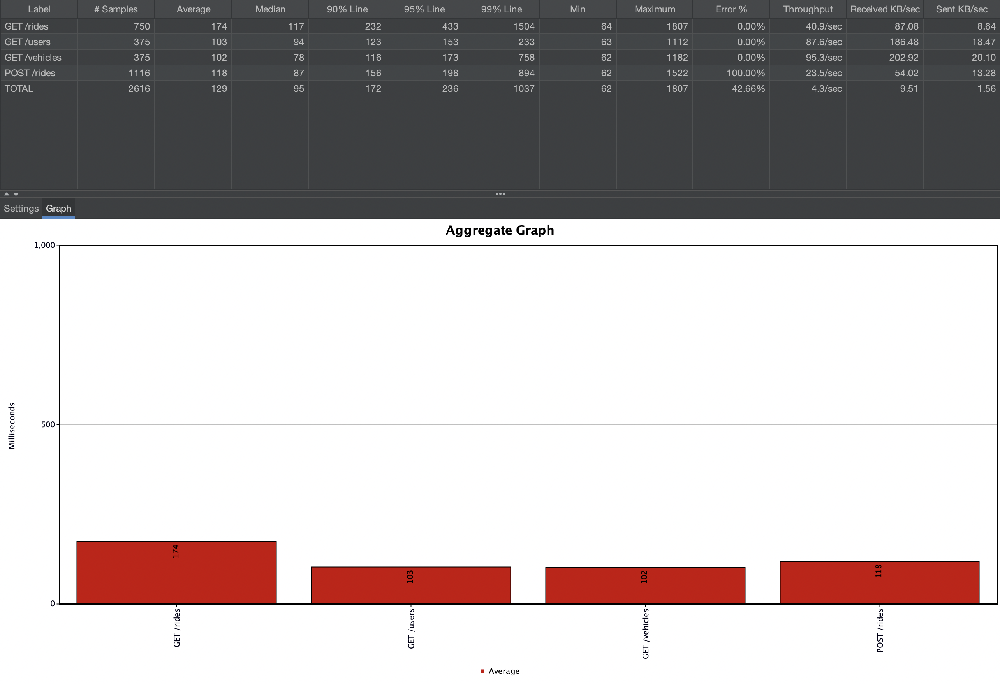 Label # Samples Average Median 90% Line 95% Line 99% Line Min Maximum Error % Throughput Received KB/sec Sent KB/sec
GET /rides 750 174 117 232 433 1504 64 1807 0.00% 40.9/sec 87.08 8.64
GET /users 375 103 94 123 153 233 63 1112 0.00% 87.6/sec 186.48 18.47
GET /vehicles 375 102 78 116 173 758 62 1182 0.00% 95.3/sec 202.92 20.10
POST /rides 1116 118 87 156 198 894 62 1522 100.00% 23.5/sec 54.02 13.28
TOTAL 2616 129 95 172 236 1037 62 1807 42.66% 4.3/sec 9.51 1.56
Settings Graph
Aggregate Graph
1,000
500
0
Milliseconds
174
103
102
118
GET /rides
GET /users
GET /vehicles
POST /rides
Average